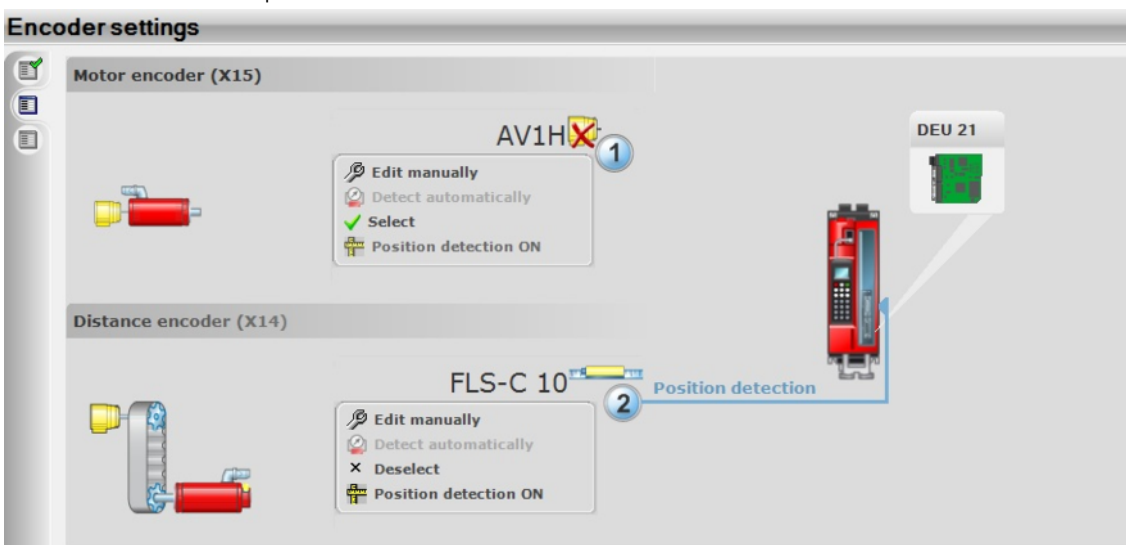 Encoder settings
Motor encoder (X15)
AV1H
1
DEU 21
Edit manually
Detect automatically
Select
Position detection ON
Distance encoder (X14)
FLS-C 10
2
Position detection
Edit manually
Detect automatically
Deselect
Position detection ON